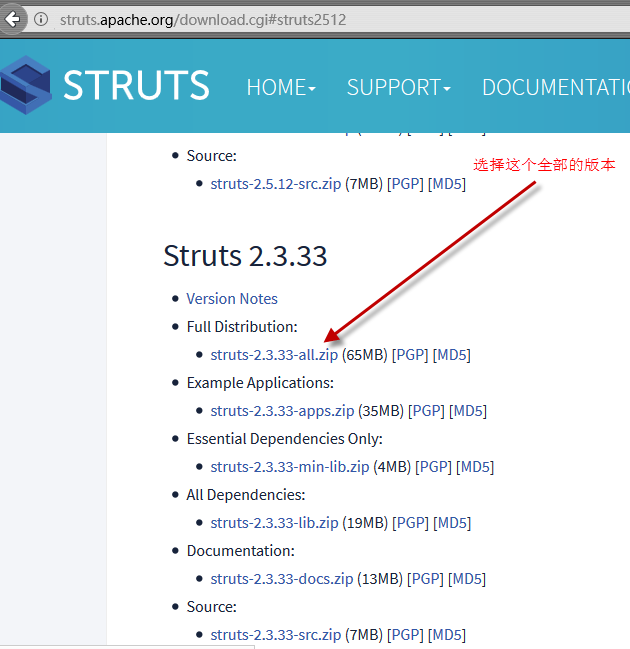 struts.apache.org/download.cgi#struts2512
STRUTS HOME SUPPORT DOCUMENTATIO
Source:
struts-2.5.12-src.zip (7MB) [PGP] [MD5]
选择这个全部的版本
Struts 2.3.33
Version Notes
Full Distribution:
struts-2.3.33-all.zip (65MB) [PGP] [MD5]
Example Applications:
struts-2.3.33-apps.zip (35MB) [PGP] [MD5]
Essential Dependencies Only:
struts-2.3.33-min-lib.zip (4MB) [PGP] [MD5]
All Dependencies:
struts-2.3.33-lib.zip (19MB) [PGP] [MD5]
Documentation:
struts-2.3.33-docs.zip (13MB) [PGP] [MD5]
Source:
struts-2.3.33-src.zip (7MB) [PGP] [MD5]